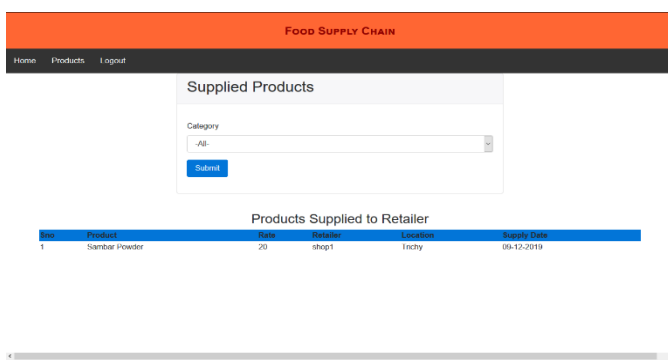 Food Supply Chain
Home Products Logout
Supplied Products
Category
-All-
Submit
Products Supplied to Retailer
Sno Product Rate Retailer Location Supply Date
1 Sambar Powder 20 shop1 Trichy 09-12-2019